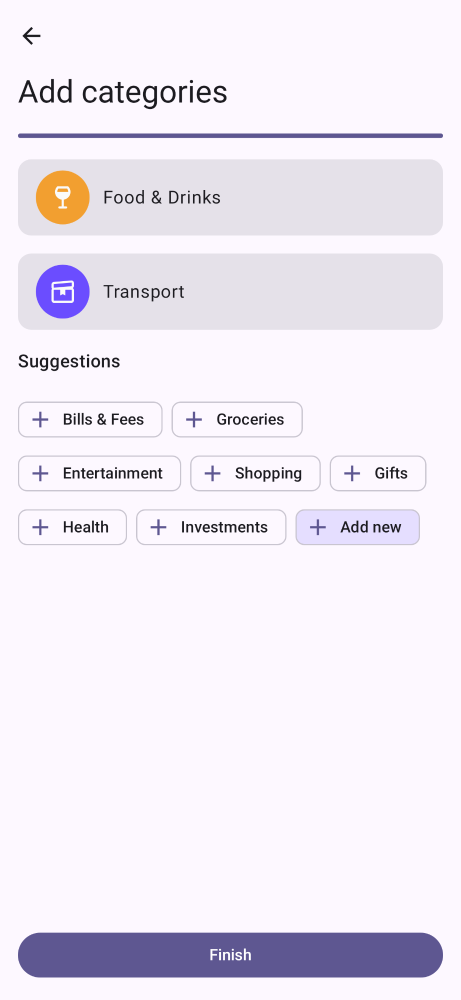 Add categories
Food & Drinks
Transport
Suggestions
Bills & Fees
Groceries
Entertainment
Shopping
Gifts
Health
Investments
Add new
Finish